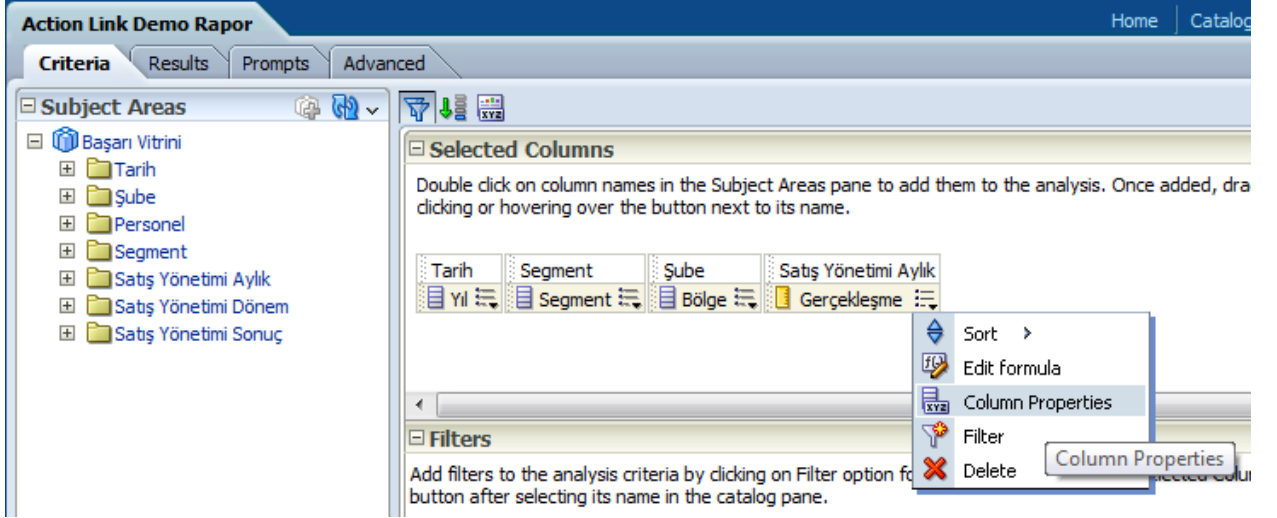 Action Link Demo Rapor
Home
Catalog
Criteria
Results
Prompts
Advanced
Subject Areas
Başarı Vitrini
Tarih
Şube
Personel
Segment
Satış Yönetimi Aylık
Satış Yönetimi Dönem
Satış Yönetimi Sonuç
XYZ
Selected Columns
Double click on column names in the Subject Areas pane to add them to the analysis. Once added, dra
clicking or hovering over the button next to its name.
Tarih
Segment
Şube
Satış Yönetimi Aylık
Yıl
Segment
Bölge
Gerçekleşme
Sort
Edit formula
Column Properties
Filter
Delete
Column Properties
Filters
Add filters to the analysis criteria by clicking on Filter option fo
button after selecting its name in the catalog pane.